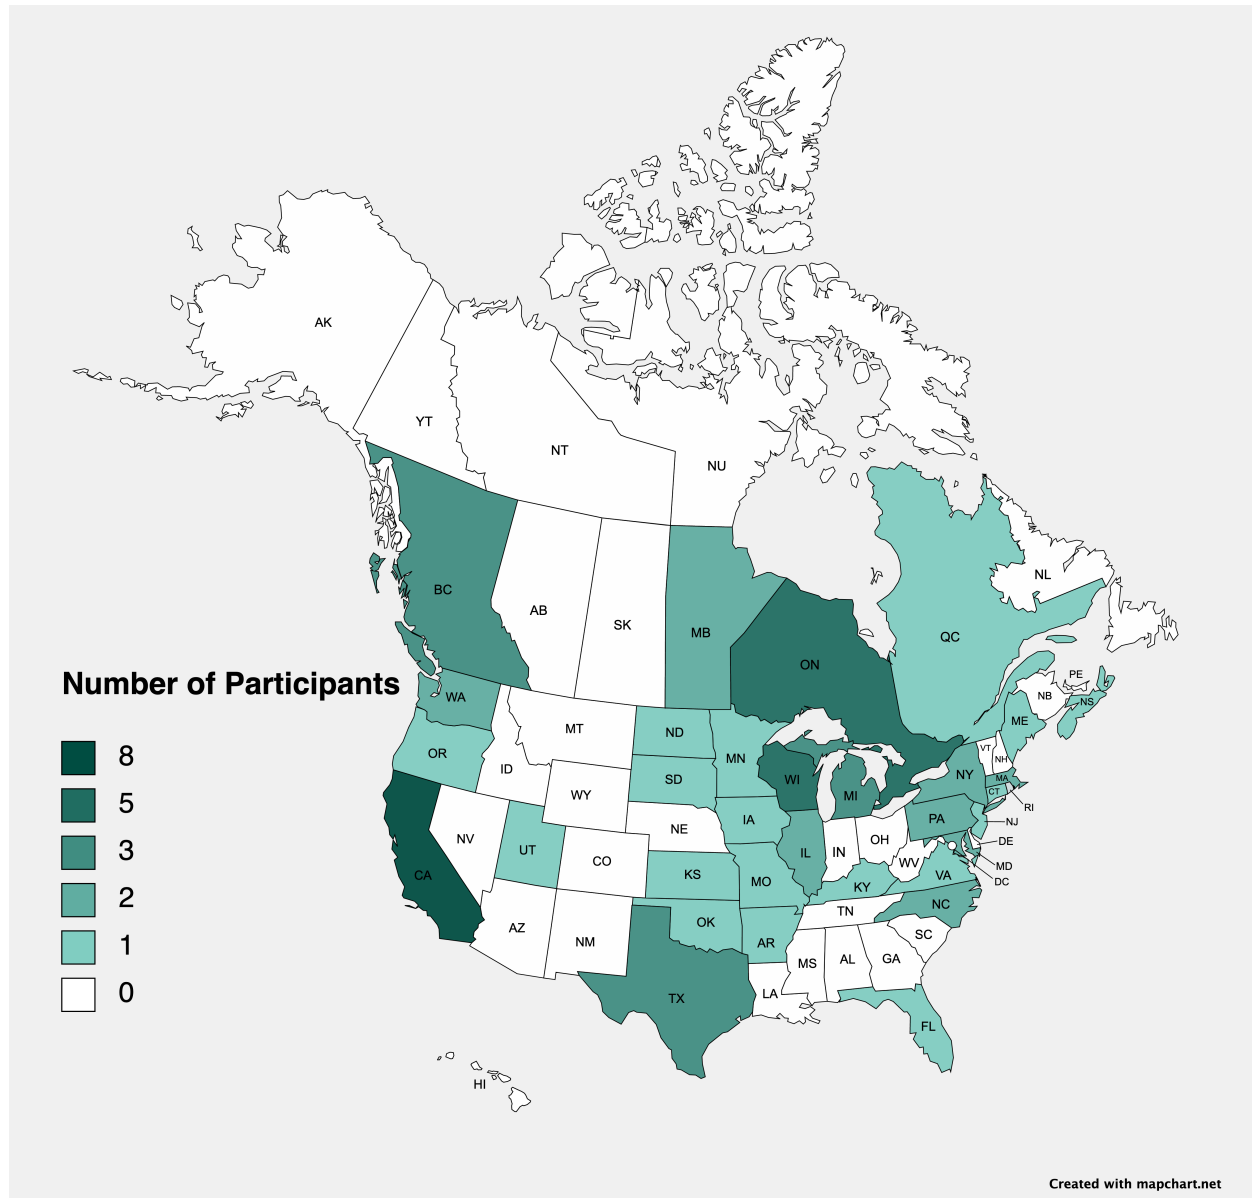 AK
YT
NT
NU
BC
AB
SK
MB
ON
QC
NL
PE
NB
NS
Number of Participants
8
5
3
2
1
0
WA
OR
ID
MT
ND
SD
MN
WI
MI
NY
VT
NH
ME
MA
CT
RI
NJ
PA
DE
MD
DC
WY
NE
IA
NV
UT
CO
KS
MO
IL
IN
OH
WV
VA
KY
CA
AZ
NM
OK
AR
TN
NC
SC
MS
AL
GA
LA
TX
FL
HI
Created with mapchart.net